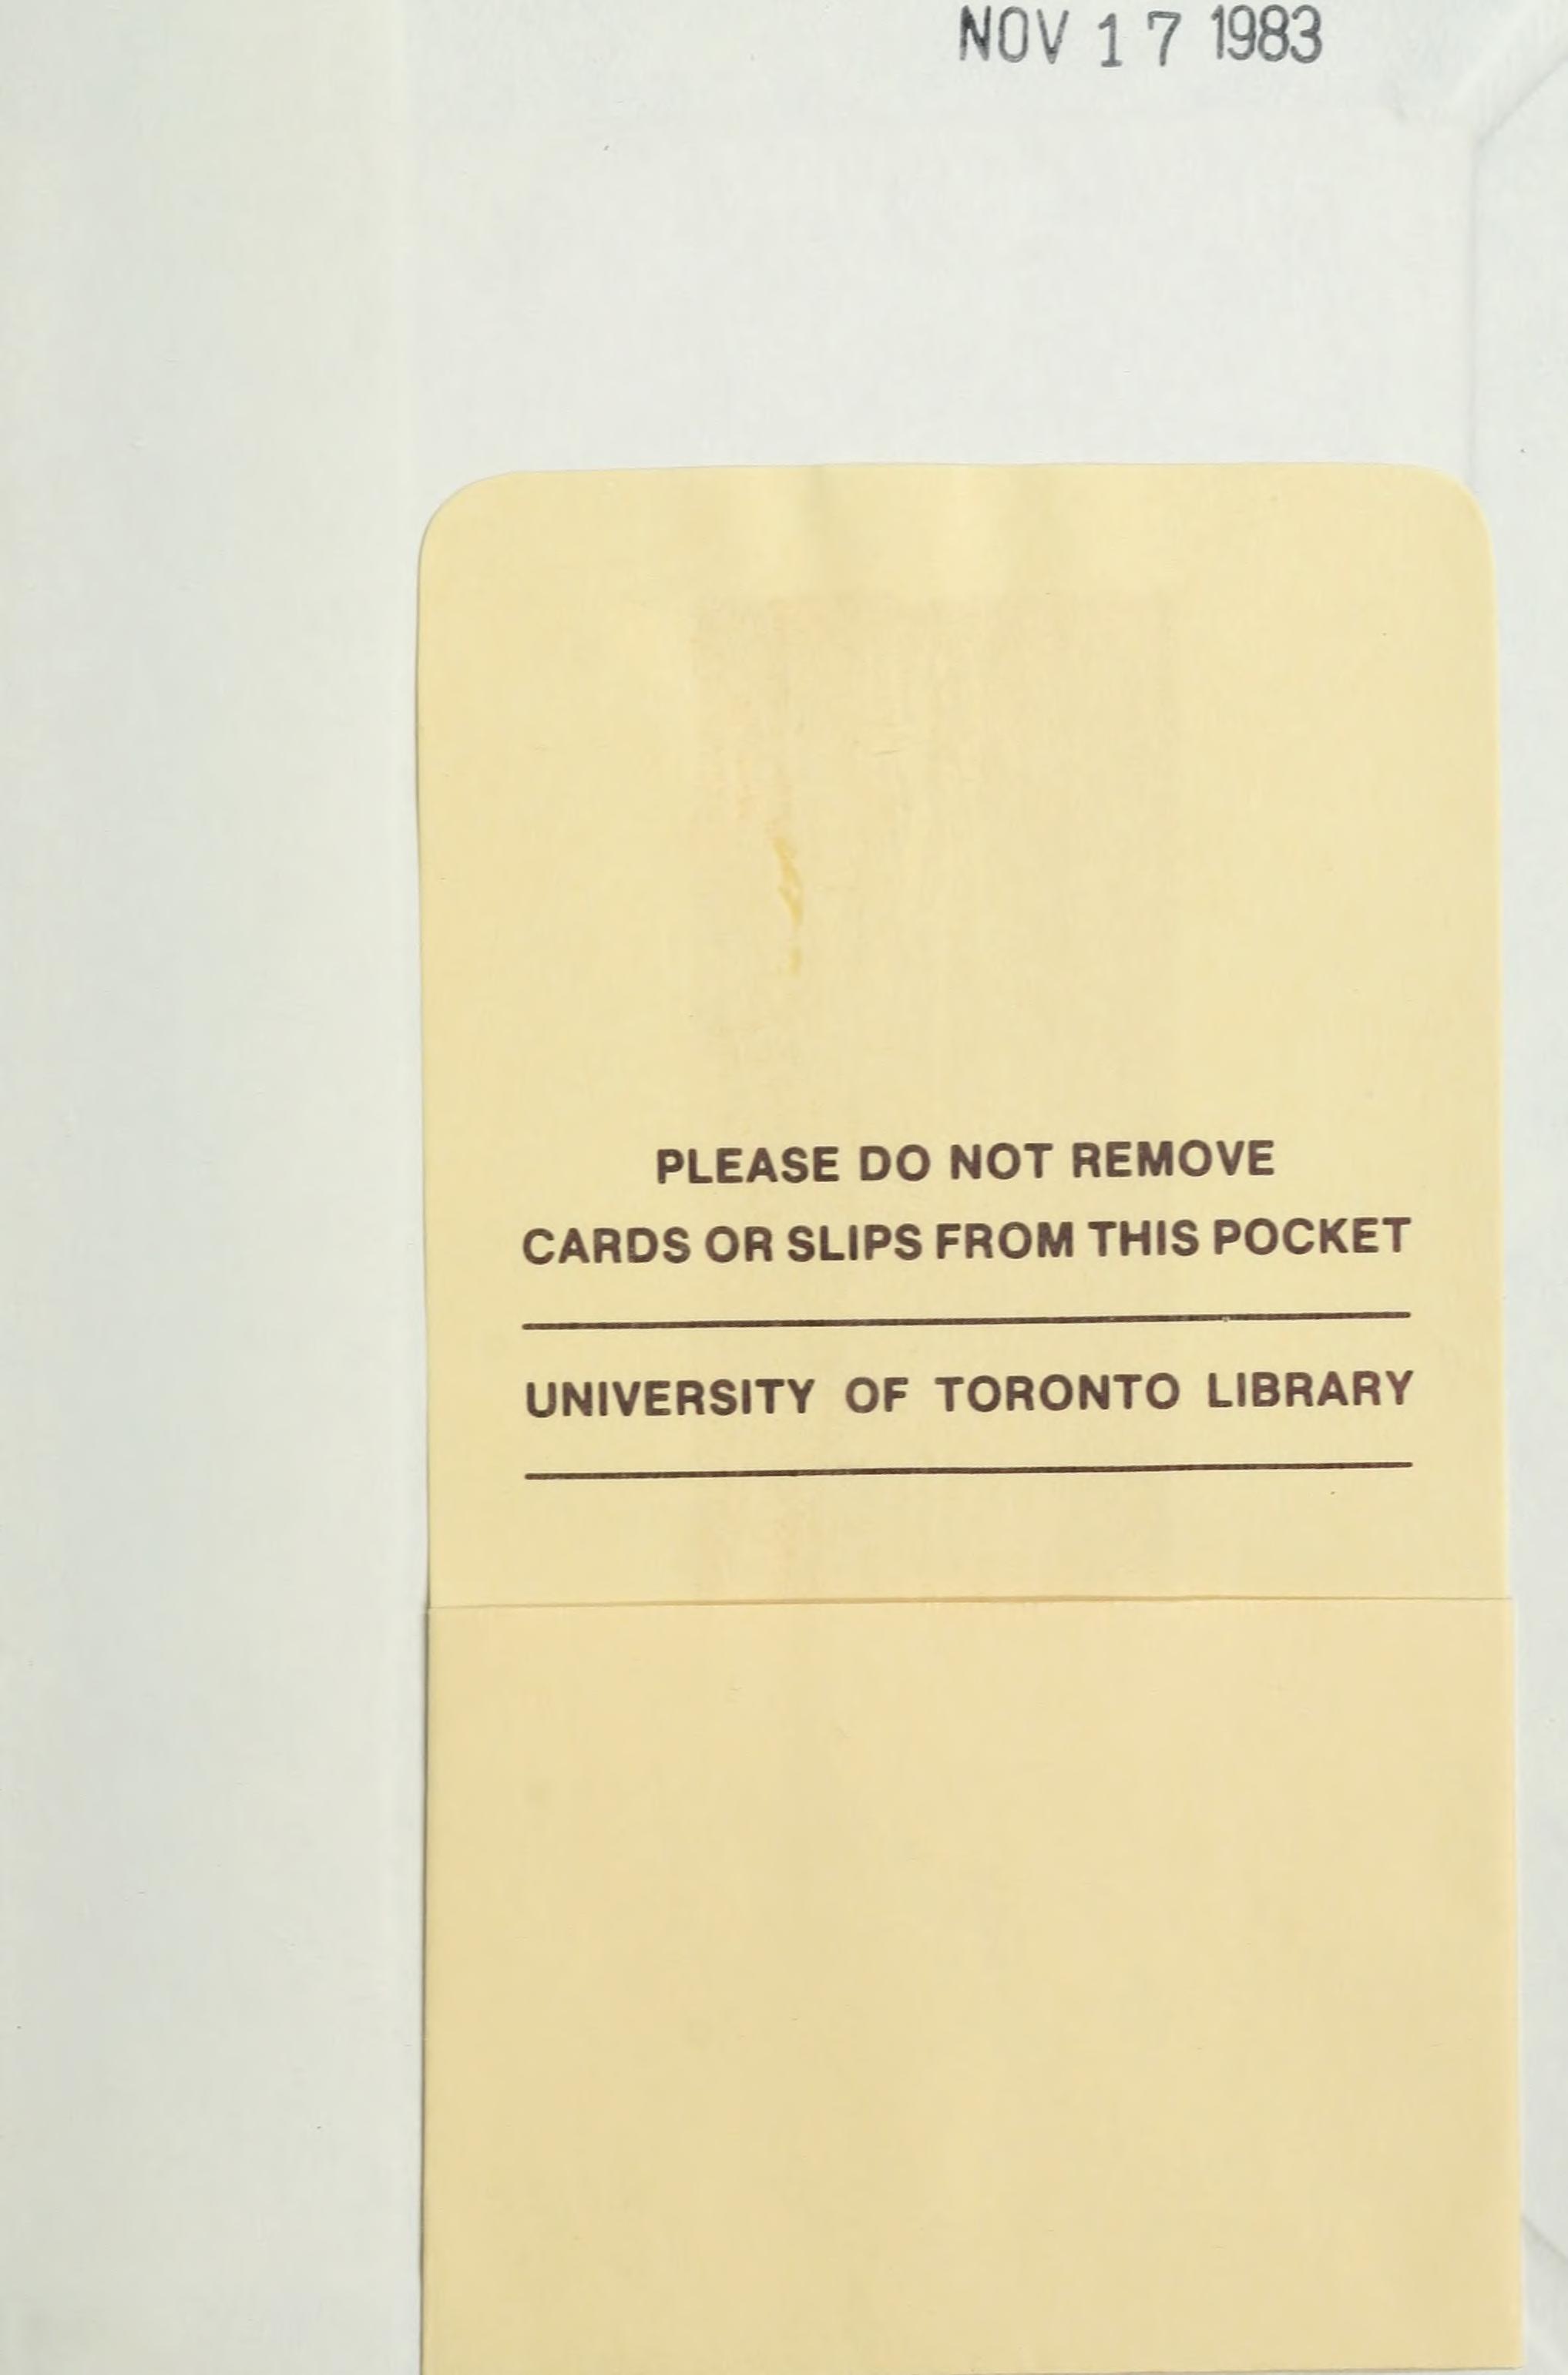 NOV 17 1983
PLEASE DO NOT REMOVE
CARDS OR SLIPS FROM THIS POCKET
UNIVERSITY OF TORONTO LIBRARY